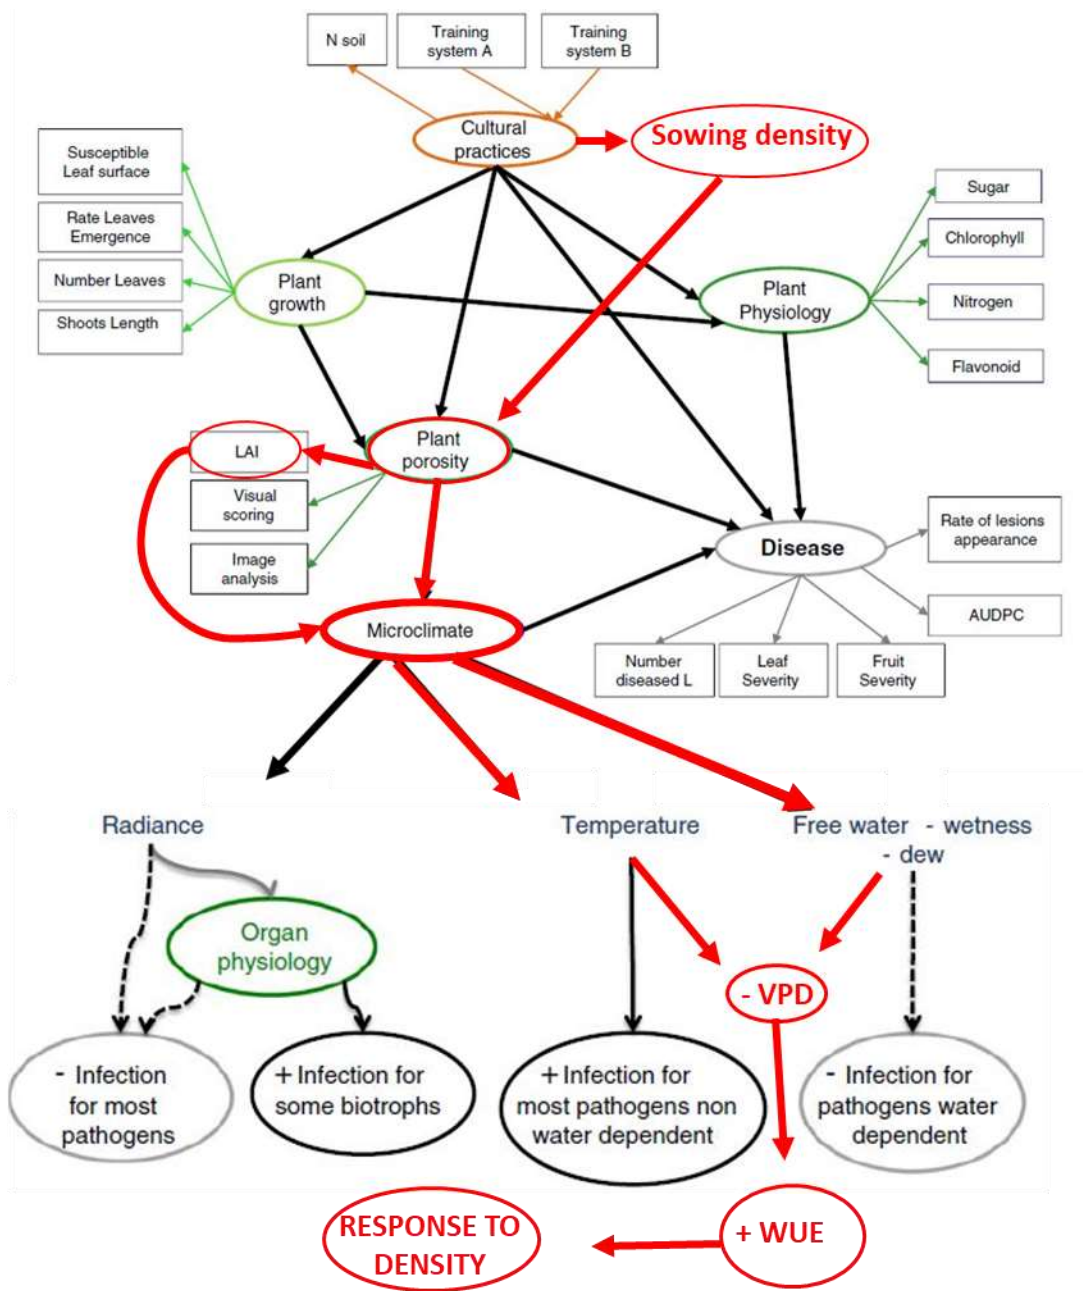 N soil
Training
system A
Training
system B
Cultural
practices
Sowing density
Susceptible
Leaf surface
Rate Leaves
Emergence
Number Leaves
Shoots Length
Plant
growth
Plant
Physiology
Sugar
Chlorophyll
Nitrogen
Flavonoid
LAI
Visual
scoring
Image
analysis
Plant
porosity
Disease
Rate of lesions
appearance
AUDPC
Number
diseased L
Leaf
Severity
Fruit
Severity
Microclimate
Radiance
Temperature
Free water - wetness
- dew
Organ
physiology
- VPD
- Infection
for most
pathogens
+ Infection for
some biotrophs
+ Infection for
most pathogens non
water dependent
- Infection for
pathogens water
dependent
RESPONSE TO
DENSITY
+ WUE